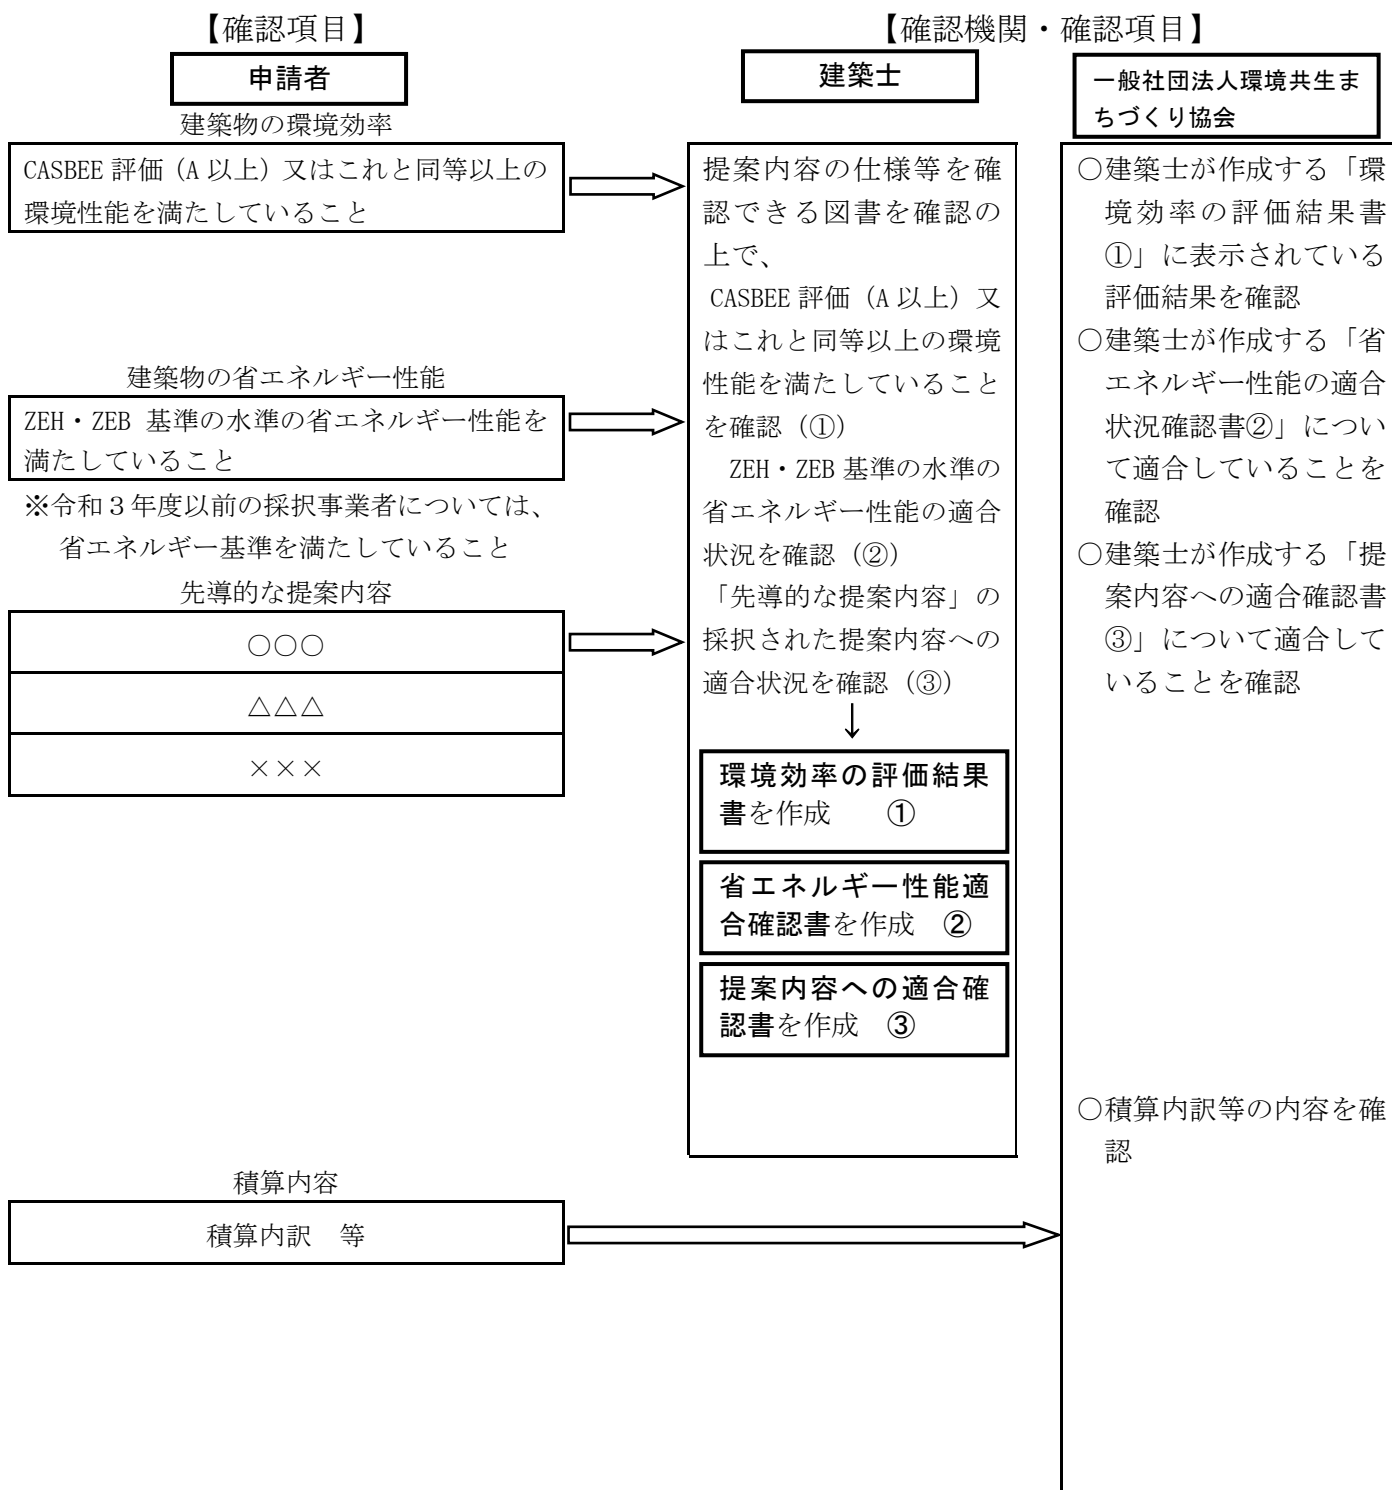 【確認項目】
申請者
建築物の環境効率
CASBEE 評価（A 以上）又はこれと同等以上の
環境性能を満たしていること
建築物の省エネルギー性能
ZEH・ZEB 基準の水準の省エネルギー性能を
満たしていること
※令和３年度以前の採択事業者については、
省エネルギー基準を満たしていること
先導的な提案内容
○○○
△△△
×××
積算内容
積算内訳　等
【確認機関・確認項目】
建築士
提案内容の仕様等を確
認できる図書を確認の
上で、
CASBEE 評価（A 以上）又
はこれと同等以上の環境
性能を満たしていること
を確認（①）
ZEH・ZEB 基準の水準の
省エネルギー性能の適合
状況を確認（②）
「先導的な提案内容」の
採択された提案内容への
適合状況を確認（③）
↓
環境効率の評価結果
書を作成　　①
省エネルギー性能適
合確認書を作成　②
提案内容への適合確
認書を作成　③
一般社団法人環境共生ま
ちづくり協会
○建築士が作成する「環
境効率の評価結果書
①」に表示されている
評価結果を確認
○建築士が作成する「省
エネルギー性能の適合
状況確認書②」につい
て適合していることを
確認
○建築士が作成する「提
案内容への適合確認書
③」について適合して
いることを確認
○積算内訳等の内容を確
認